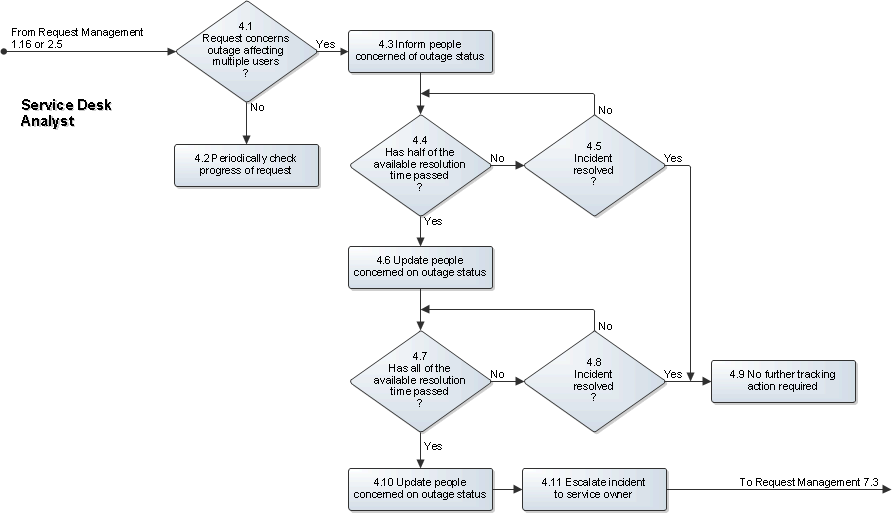 From Request Management
1.16 or 2.5
4.1
Request concerns
outage affecting
multiple users
?
Yes
4.3 Inform people
concerned of outage status
Service Desk
Analyst
No
4.2 Periodically check
progress of request
No
4.4
Has half of the
available resolution
time passed
?
No
4.5
Incident
resolved
?
Yes
Yes
4.6 Update people
concerned on outage status
No
4.7
Has all of the
available resolution
time passed
?
No
4.8
Incident
resolved
?
Yes
4.9 No further tracking
action required
Yes
4.10 Update people
concerned on outage status
4.11 Escalate incident
to service owner
To Request Management 7.3